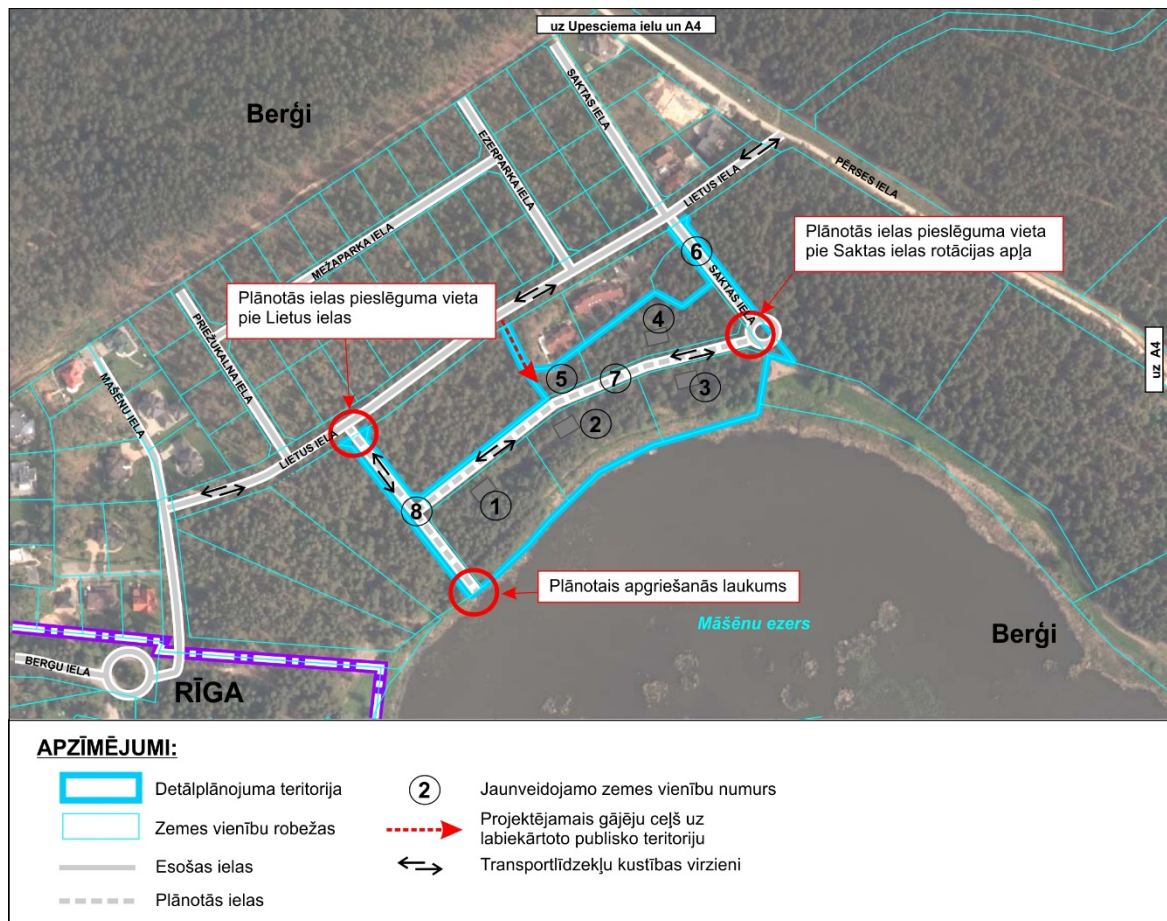 uz Upesciema ielu un A4
Berģi
SAKTAS IELA
EZERPARKA IELA
LIETUS IELA
PĒRSES IELA
MEŽAPARKA IELA
Plānotās ielas pieslēguma vieta
pie Saktas ielas rotācijas apļa
6
SAKTAS IELA
Plānotās ielas pieslēguma vieta
pie Lietus ielas
PRIEŽUKALNA IELA
4
uz A4
MAŠĒNU IELA
5
7
3
2
LIETUS IELA
1
8
Plānotais apgriešanās laukums
Māšēnu ezers
Berģi
BERĢU IELA
RĪGA
APZĪMĒJUMI:
Detālplānojuma teritorija
Zemes vienību robežas
Esošas ielas
Plānotās ielas
2
Jaunveidojamo zemes vienību numurs
Projektējamais gājēju ceļš uz
labiekārtoto publisko teritoriju
Transportlīdzekļu kustības virzieni